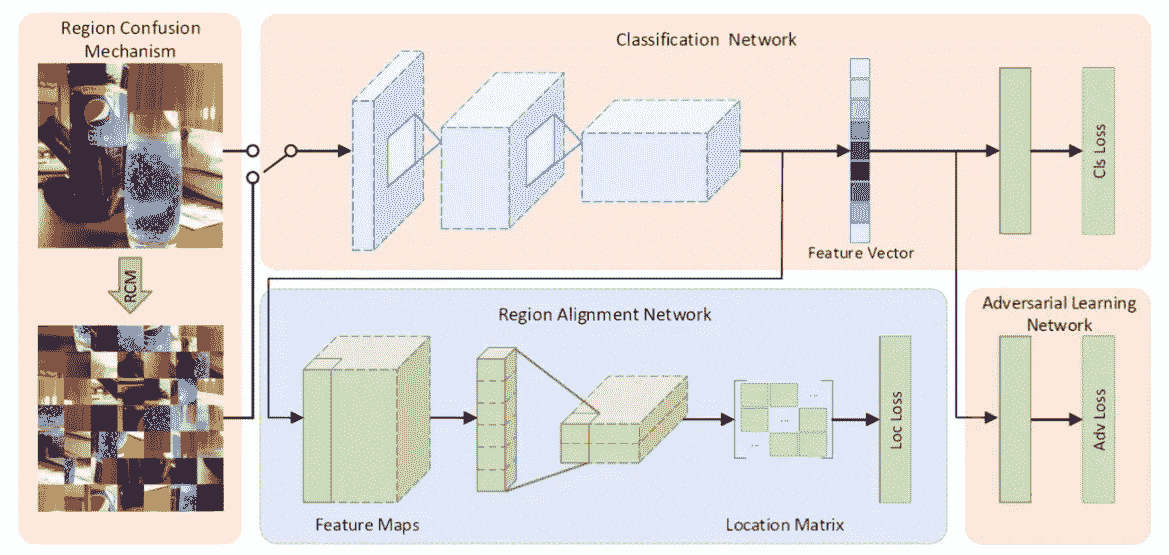 Region Confusion
Mechanism
RCM
Classification Network
Feature Vector
Cls Loss
Region Alignment Network
Feature Maps
...
...
...
Location Matrix
Loc Loss
Adversarial Learning
Network
Adv Loss